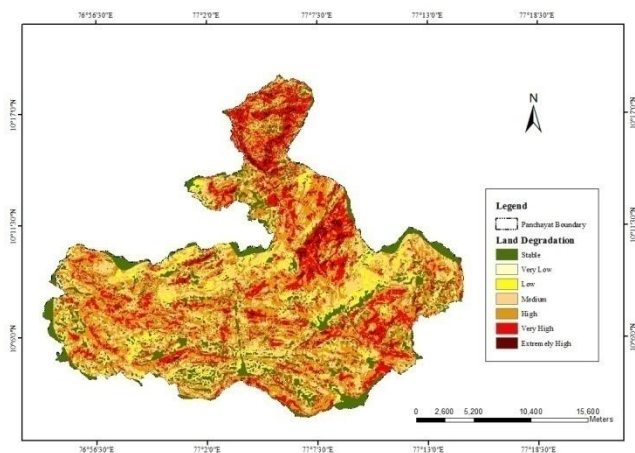 76°56'30"E 77°2'0"E 77°7'30"E 77°13'0"E 77°18'30"E
10°17'0"N 10°17'0"N
N
10°11'30"N 10°11'30"N
Legend
Panchayat Boundary
Land Degradation
Stable
Very Low
Low
Medium
High
Very High
Extremely High
10°6'0"N 10°6'0"N
0 2,600 5,200 10,400 15,600
Meters
76°56'30"E 77°2'0"E 77°7'30"E 77°13'0"E 77°18'30"E